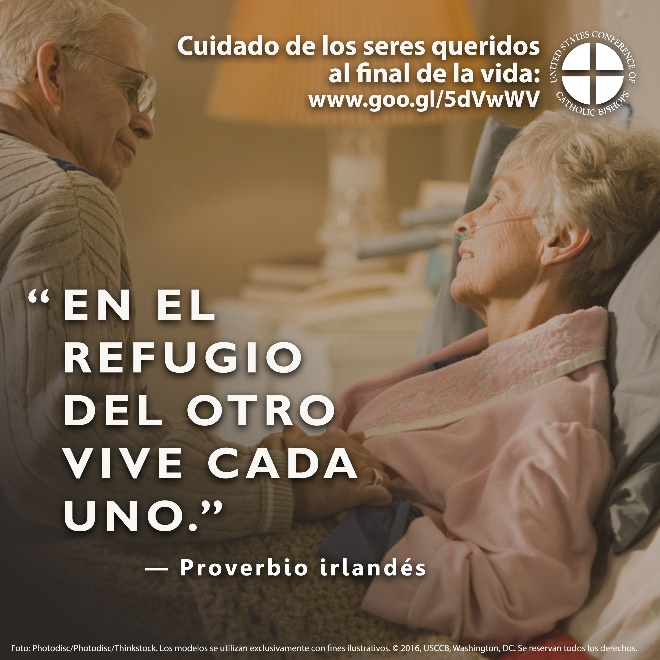 Cuidado de los seres queridos
al final de la vida:
www.goo.gl/5dVwWV
UNITED STATES CONFERENCE OF
CATHOLIC BISHOPS
“EN EL
REFUGIO
DEL OTRO
VIVE CADA
UNO.”
— Proverbio irlandés
Foto: Photodisc/Photodisc/Thinkstock. Los modelos se utilizan exclusivamente con fines ilustrativos. © 2016, USCCB, Washington, DC. Se reservan todos los derechos.